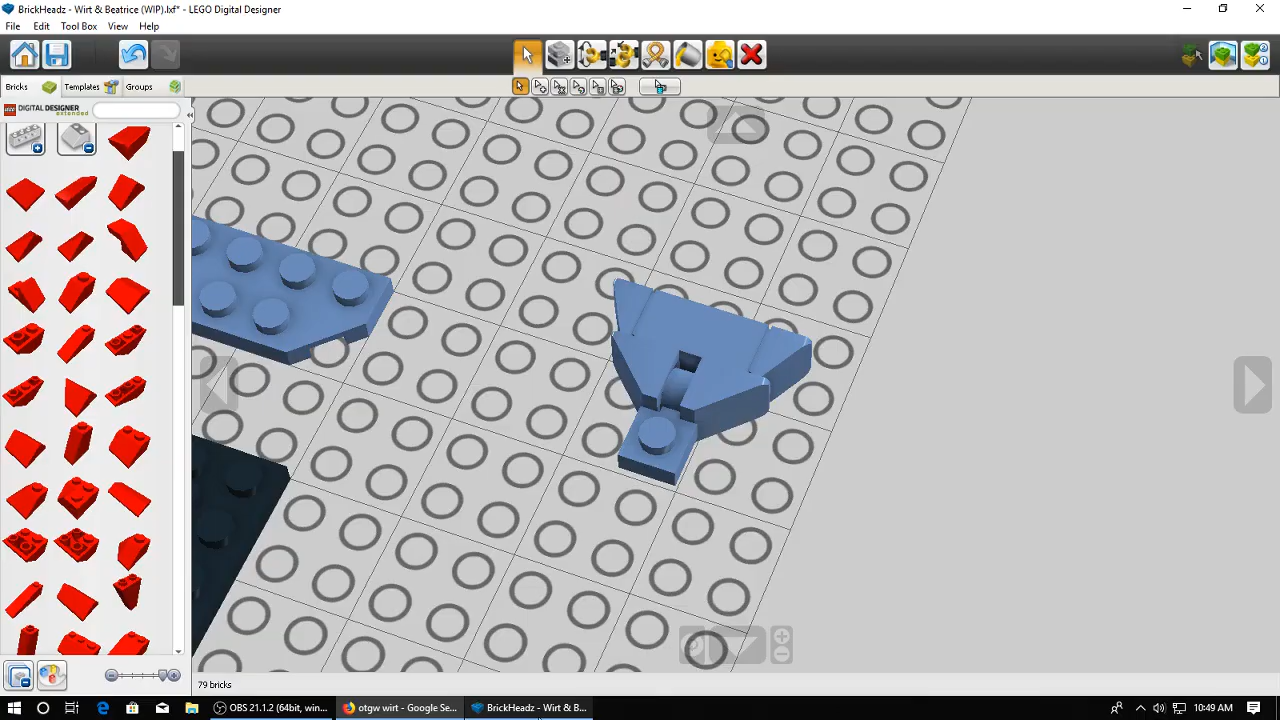 BrickHeadz - Wirt & Beatrice (WIP).lxf* - LEGO Digital Designer
File Edit Tool Box View Help
Bricks Templates Groups
DIGITAL DESIGNER
extended
79 bricks
OBS 21.1.2 (64bit, win... otgw wirt - Google Se... BrickHeadz - Wirt & B... 10:49 AM